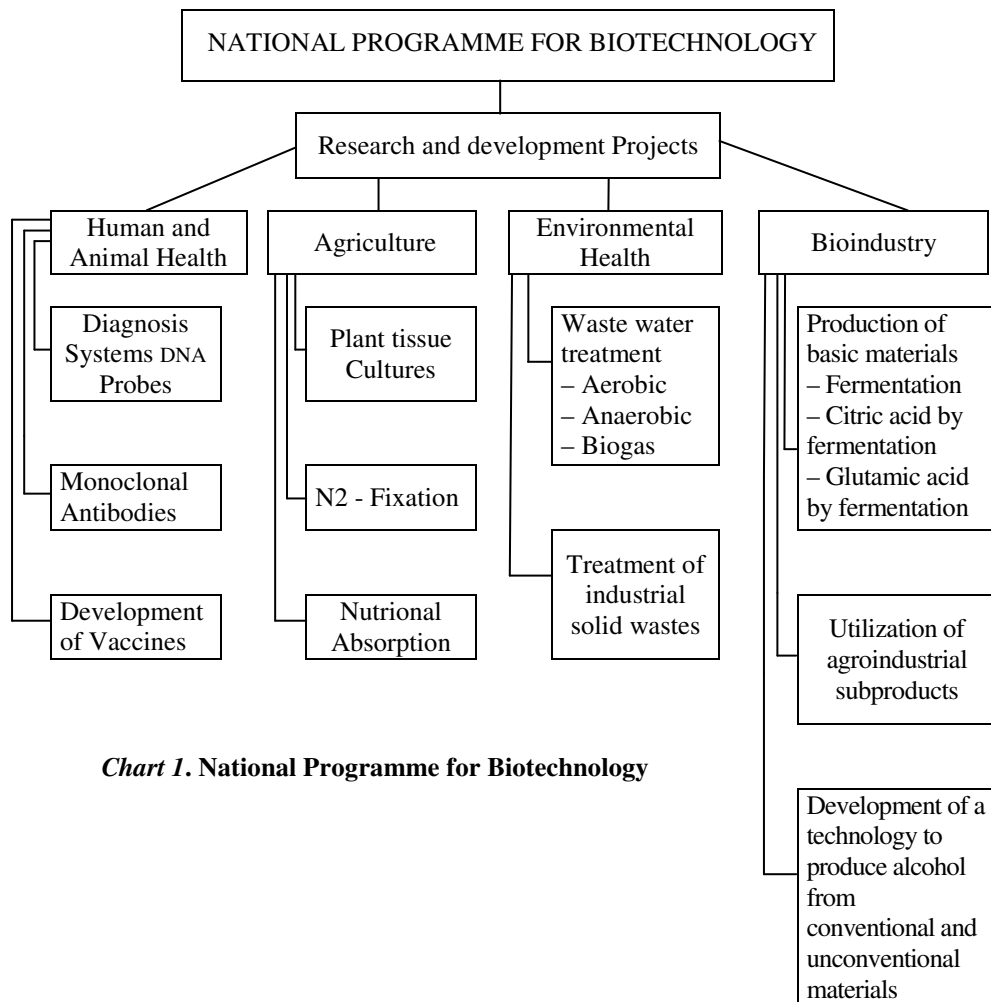 NATIONAL PROGRAMME FOR BIOTECHNOLOGY
Research and development Projects
Human and
Animal Health
Diagnosis
Systems DNA
Probes
Monoclonal
Antibodies
Development
of Vaccines
Agriculture
Plant tissue
Cultures
N2 - Fixation
Nutrional
Absorption
Environmental
Health
Waste water
treatment
– Aerobic
– Anaerobic
– Biogas
Treatment of
industrial
solid wastes
Bioindustry
Production of
basic materials
– Fermentation
– Citric acid by
fermentation
– Glutamic acid
by fermentation
Utilization of
agroindustrial
subproducts
Development of a
technology to
produce alcohol
from
conventional and
unconventional
materials
Chart 1. National Programme for Biotechnology